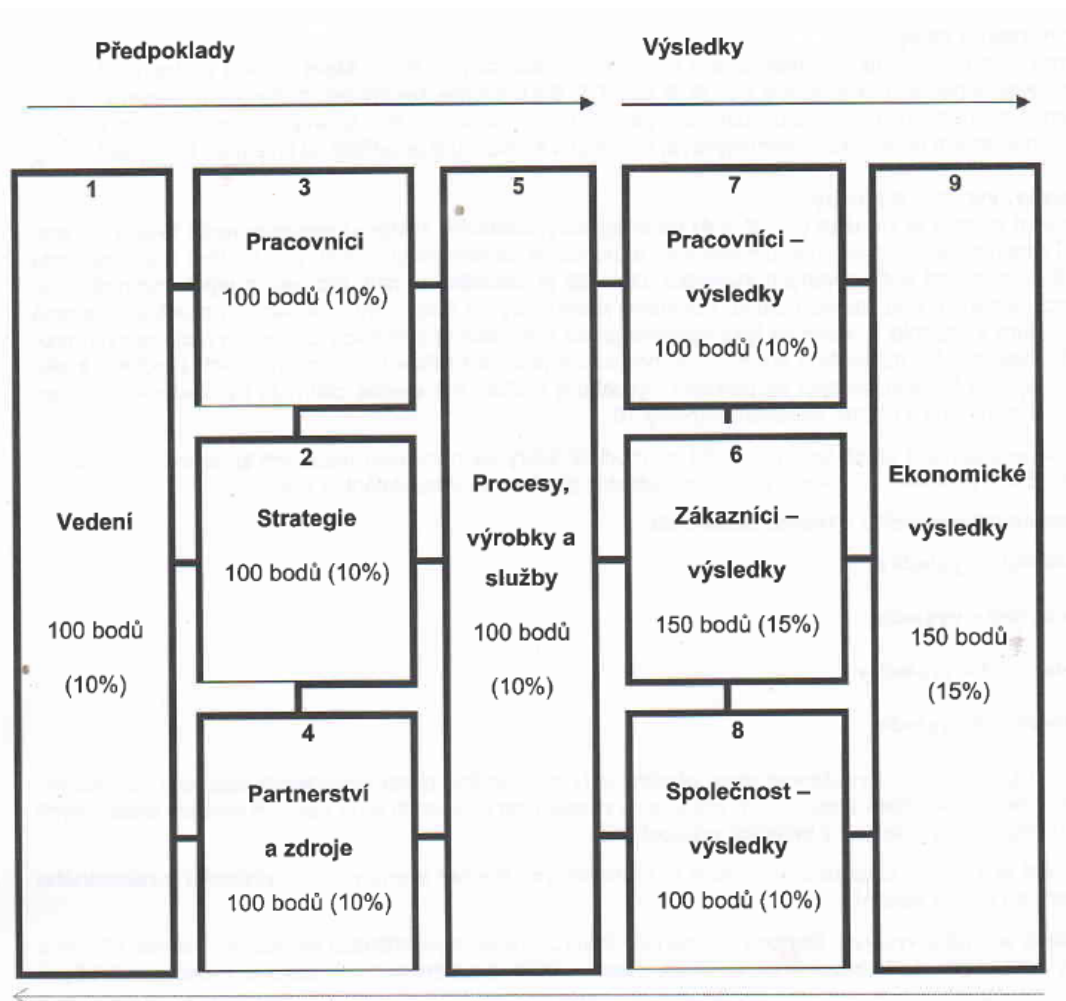 Předpoklady
Výsledky
1
Vedení
100 bodů
(10%)
3
Pracovníci
100 bodů (10%)
2
Strategie
100 bodů (10%)
4
Partnerství
a zdroje
100 bodů (10%)
5
Procesy,
výrobky a
služby
100 bodů
(10%)
7
Pracovníci –
výsledky
100 bodů (10%)
6
Zákazníci –
výsledky
150 bodů (15%)
8
Společnost –
výsledky
100 bodů (10%)
9
Ekonomické
výsledky
150 bodů
(15%)